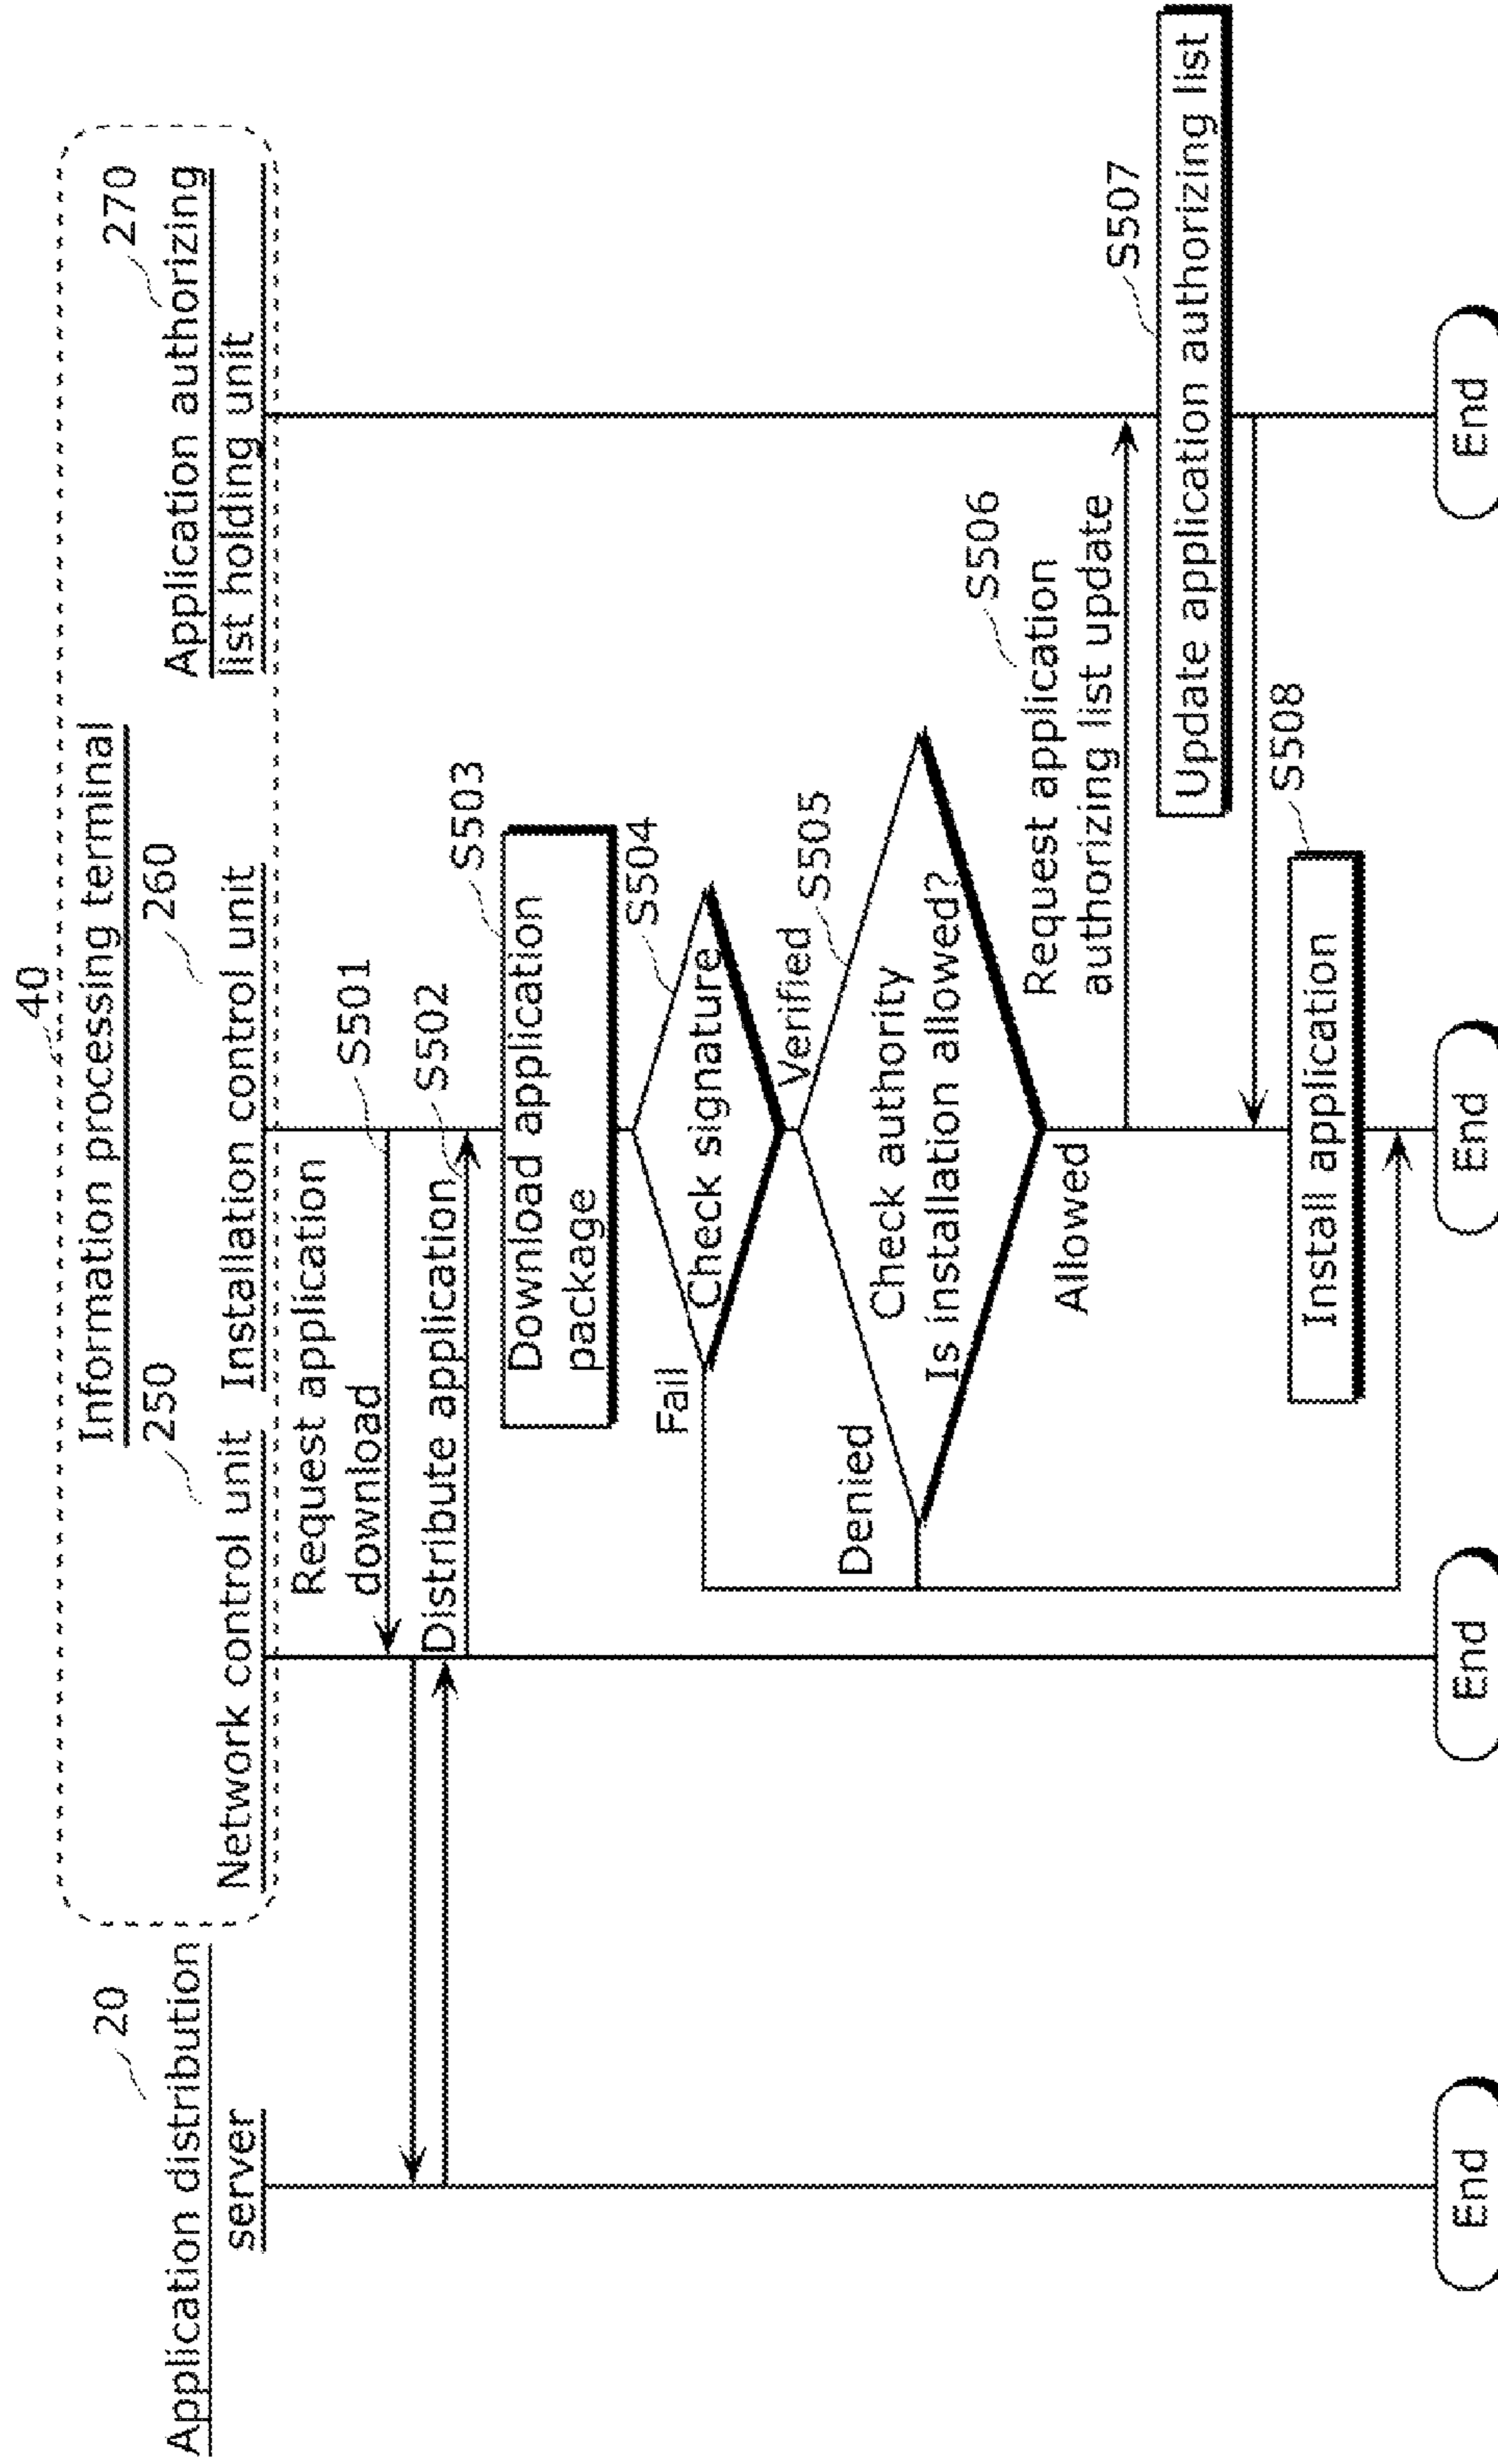 40
Information processing terminal
20
250
260
270
Application distribution
server
Network control unit
Installation control unit
Application authorizing
list holding unit
Request application
download
S501
Distribute application
S502
Download application
package
S503
Check signature
S504
Fail
Verified
Check authority
Is installation allowed?
S505
Denied
Allowed
S506
Request application
authorizing list update
S507
Update application authorizing list
S508
Install application
End
End
End
End